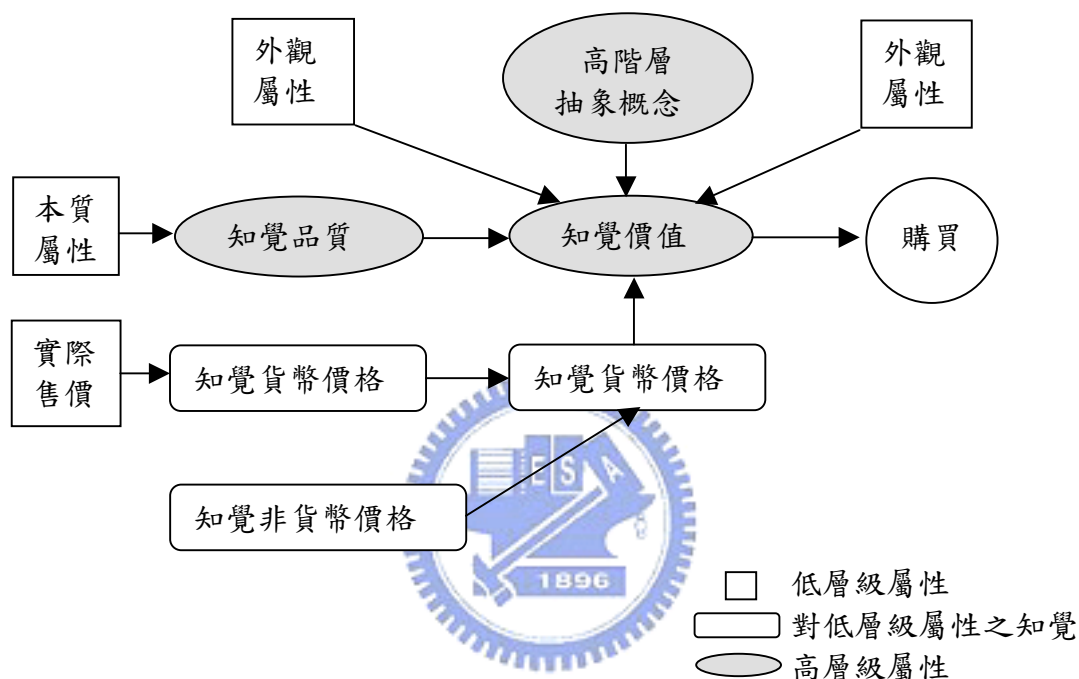 外觀
屬性
高階層
抽象概念
外觀
屬性
本質
屬性
知覺品質
知覺價值
購買
實際
售價
知覺貨幣價格
知覺貨幣價格
知覺非貨幣價格
E S A
1896
低層級屬性
對低層級屬性之知覺
高層級屬性